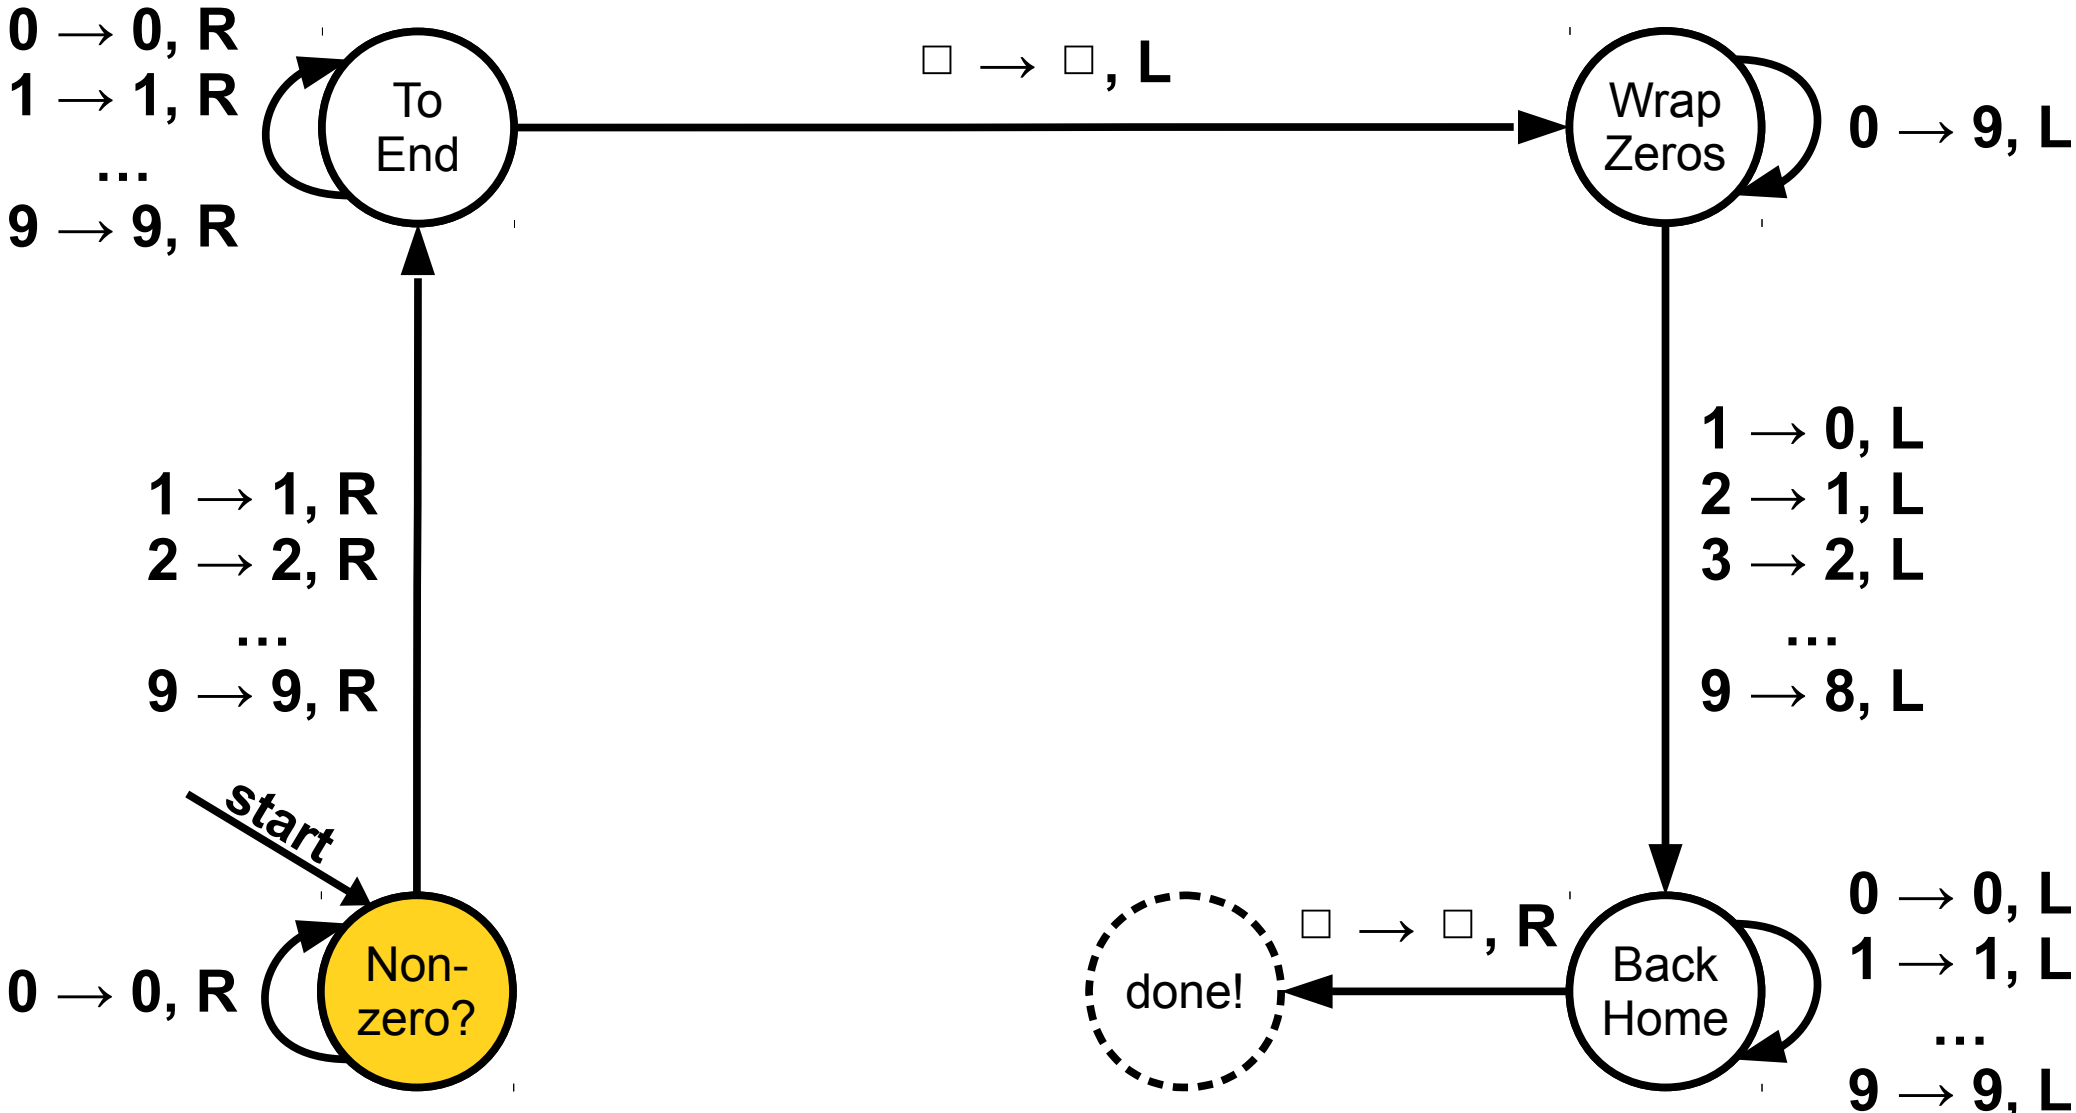 0 → 0, R
1 → 1, R
…
9 → 9, R
To
End
□ → □, L
Wrap
Zeros
0 → 9, L
1 → 1, R
2 → 2, R
…
9 → 9, R
1 → 0, L
2 → 1, L
3 → 2, L
…
9 → 8, L
start
0 → 0, R
Non-
zero?
done!
□ → □, R
Back
Home
0 → 0, L
1 → 1, L
…
9 → 9, L